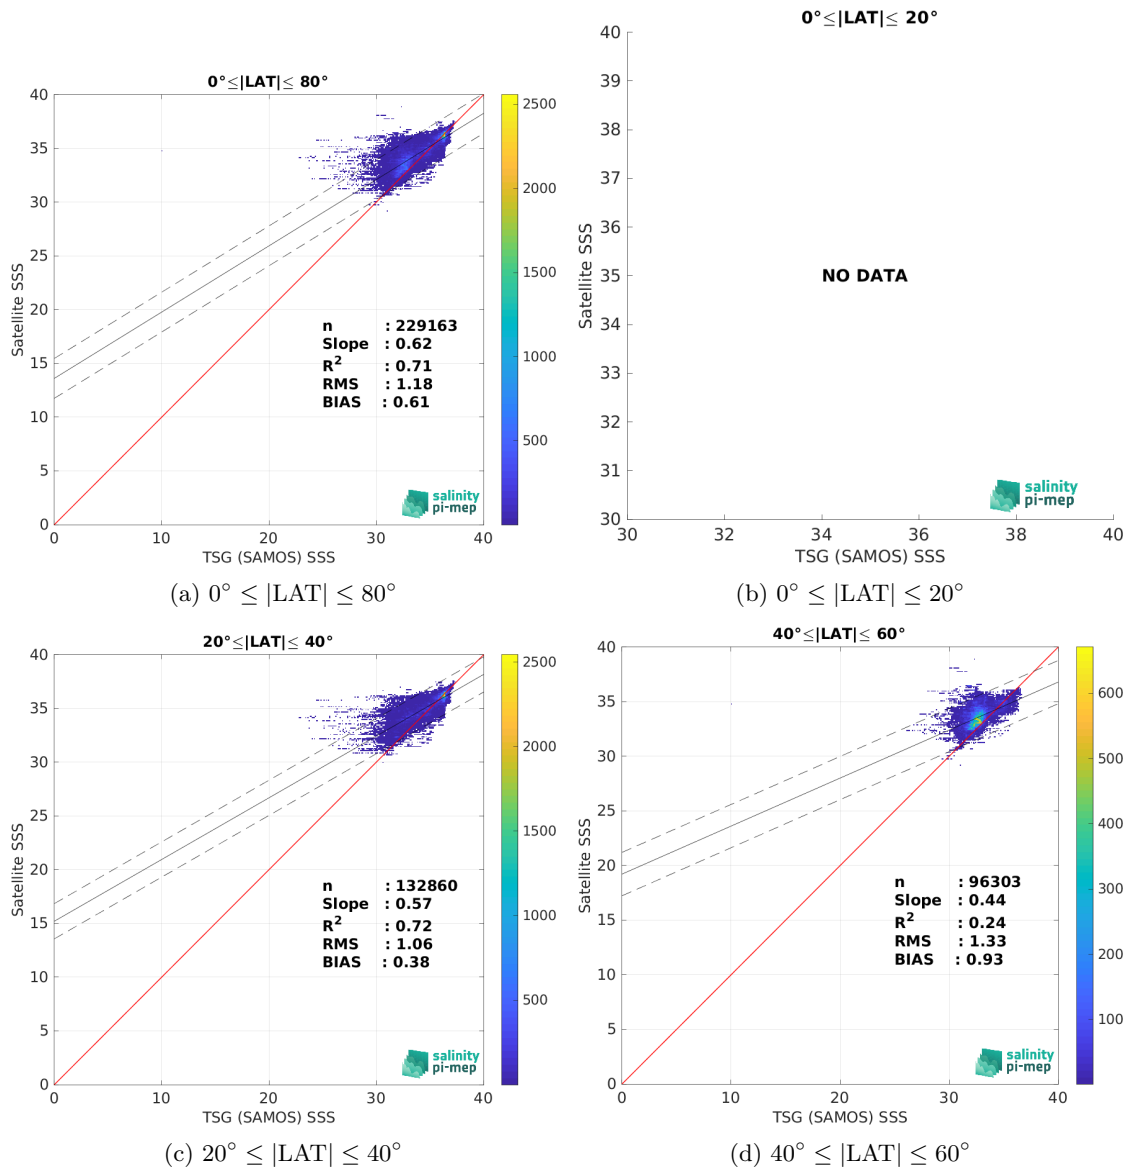 0°≤|LAT|≤ 80°
40
35
30
25
20
15
10
5
0
Satellite SSS
n : 229163
Slope : 0.62
R² : 0.71
RMS : 1.18
BIAS : 0.61
salinity
pi-mep
0 10 20 30 40
TSG (SAMOS) SSS
2500
2000
1500
1000
500
(a) 0° ≤ |LAT| ≤ 80°
0°≤|LAT|≤ 20°
40
39
38
37
36
35
34
33
32
31
30
Satellite SSS
NO DATA
salinity
pi-mep
30 32 34 36 38 40
TSG (SAMOS) SSS
(b) 0° ≤ |LAT| ≤ 20°
20°≤|LAT|≤ 40°
40
35
30
25
20
15
10
5
0
Satellite SSS
n : 132860
Slope : 0.57
R² : 0.72
RMS : 1.06
BIAS : 0.38
salinity
pi-mep
0 10 20 30 40
TSG (SAMOS) SSS
2500
2000
1500
1000
500
(c) 20° ≤ |LAT| ≤ 40°
40°≤|LAT|≤ 60°
40
35
30
25
20
15
10
5
0
Satellite SSS
n : 96303
Slope : 0.44
R² : 0.24
RMS : 1.33
BIAS : 0.93
salinity
pi-mep
0 10 20 30 40
TSG (SAMOS) SSS
600
500
400
300
200
100
(d) 40° ≤ |LAT| ≤ 60°